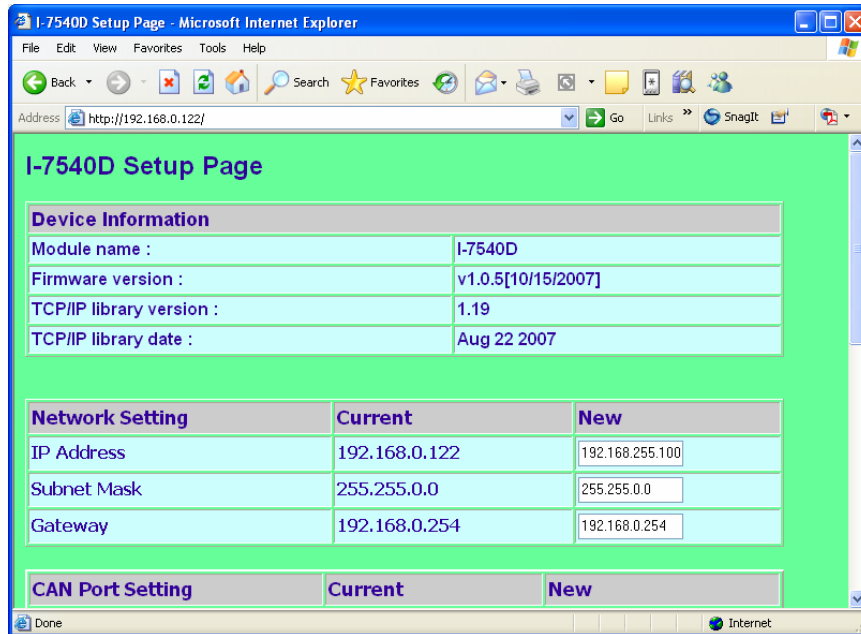 I-7540D Setup Page - Microsoft Internet Explorer
File Edit View Favorites Tools Help
Back Search Favorites
Address http://192.168.0.122/ Go Links » SnagIt
I-7540D Setup Page
Device Information
Module name : I-7540D
Firmware version : v1.0.5[10/15/2007]
TCP/IP library version : 1.19
TCP/IP library date : Aug 22 2007
Network Setting Current New
IP Address 192.168.0.122 192.168.255.100
Subnet Mask 255.255.0.0 255.255.0.0
Gateway 192.168.0.254 192.168.0.254
CAN Port Setting Current New
Done Internet